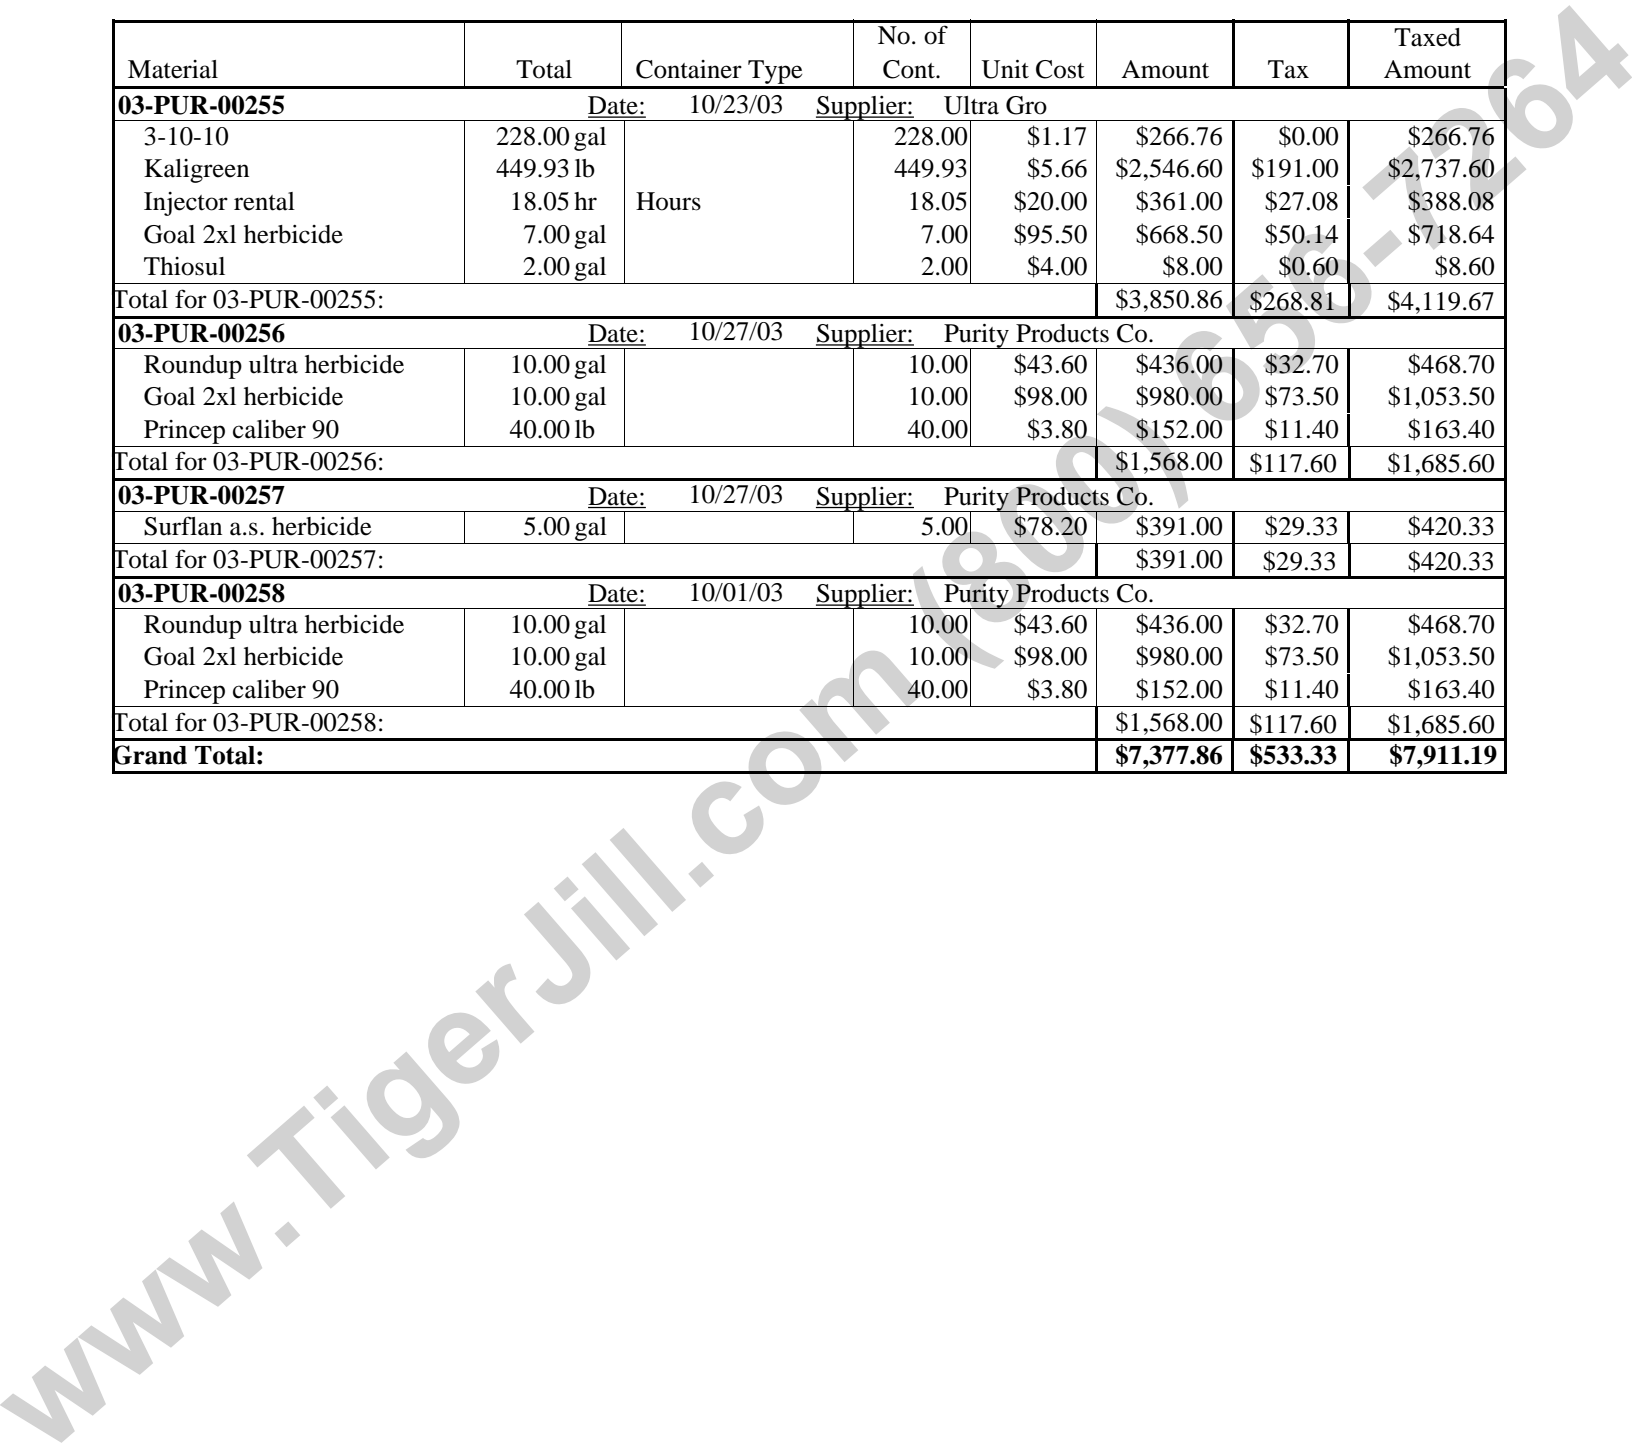 Material Total Container Type No. of Cont. Unit Cost Amount Tax Taxed Amount
03-PUR-00255 Date: 10/23/03 Supplier: Ultra Gro
3-10-10 228.00 gal 228.00 $1.17 $266.76 $0.00 $266.76
Kaligreen 449.93 lb 449.93 $5.66 $2,546.60 $191.00 $2,737.60
Injector rental 18.05 hr Hours 18.05 $20.00 $361.00 $27.08 $388.08
Goal 2xl herbicide 7.00 gal 7.00 $95.50 $668.50 $50.14 $718.64
Thiosul 2.00 gal 2.00 $4.00 $8.00 $0.60 $8.60
Total for 03-PUR-00255: $3,850.86 $268.81 $4,119.67
03-PUR-00256 Date: 10/27/03 Supplier: Purity Products Co.
Roundup ultra herbicide 10.00 gal 10.00 $43.60 $436.00 $32.70 $468.70
Goal 2xl herbicide 10.00 gal 10.00 $98.00 $980.00 $73.50 $1,053.50
Princep caliber 90 40.00 lb 40.00 $3.80 $152.00 $11.40 $163.40
Total for 03-PUR-00256: $1,568.00 $117.60 $1,685.60
03-PUR-00257 Date: 10/27/03 Supplier: Purity Products Co.
Surflan a.s. herbicide 5.00 gal 5.00 $78.20 $391.00 $29.33 $420.33
Total for 03-PUR-00257: $391.00 $29.33 $420.33
03-PUR-00258 Date: 10/01/03 Supplier: Purity Products Co.
Roundup ultra herbicide 10.00 gal 10.00 $43.60 $436.00 $32.70 $468.70
Goal 2xl herbicide 10.00 gal 10.00 $98.00 $980.00 $73.50 $1,053.50
Princep caliber 90 40.00 lb 40.00 $3.80 $152.00 $11.40 $163.40
Total for 03-PUR-00258: $1,568.00 $117.60 $1,685.60
Grand Total: $7,377.86 $533.33 $7,911.19
www.TigerJill.com (800) 656-7264